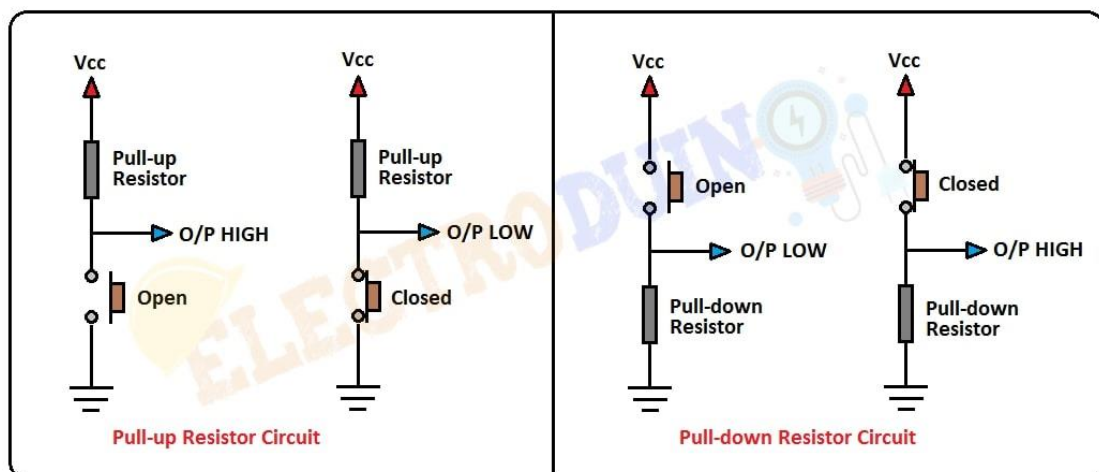 Vcc
Pull-up
Resistor
O/P HIGH
Open
Vcc
Pull-up
Resistor
O/P LOW
Closed
Pull-up Resistor Circuit
Vcc
Open
O/P LOW
Pull-down
Resistor
Vcc
Closed
O/P HIGH
Pull-down
Resistor
Pull-down Resistor Circuit
ELECTRODUINO